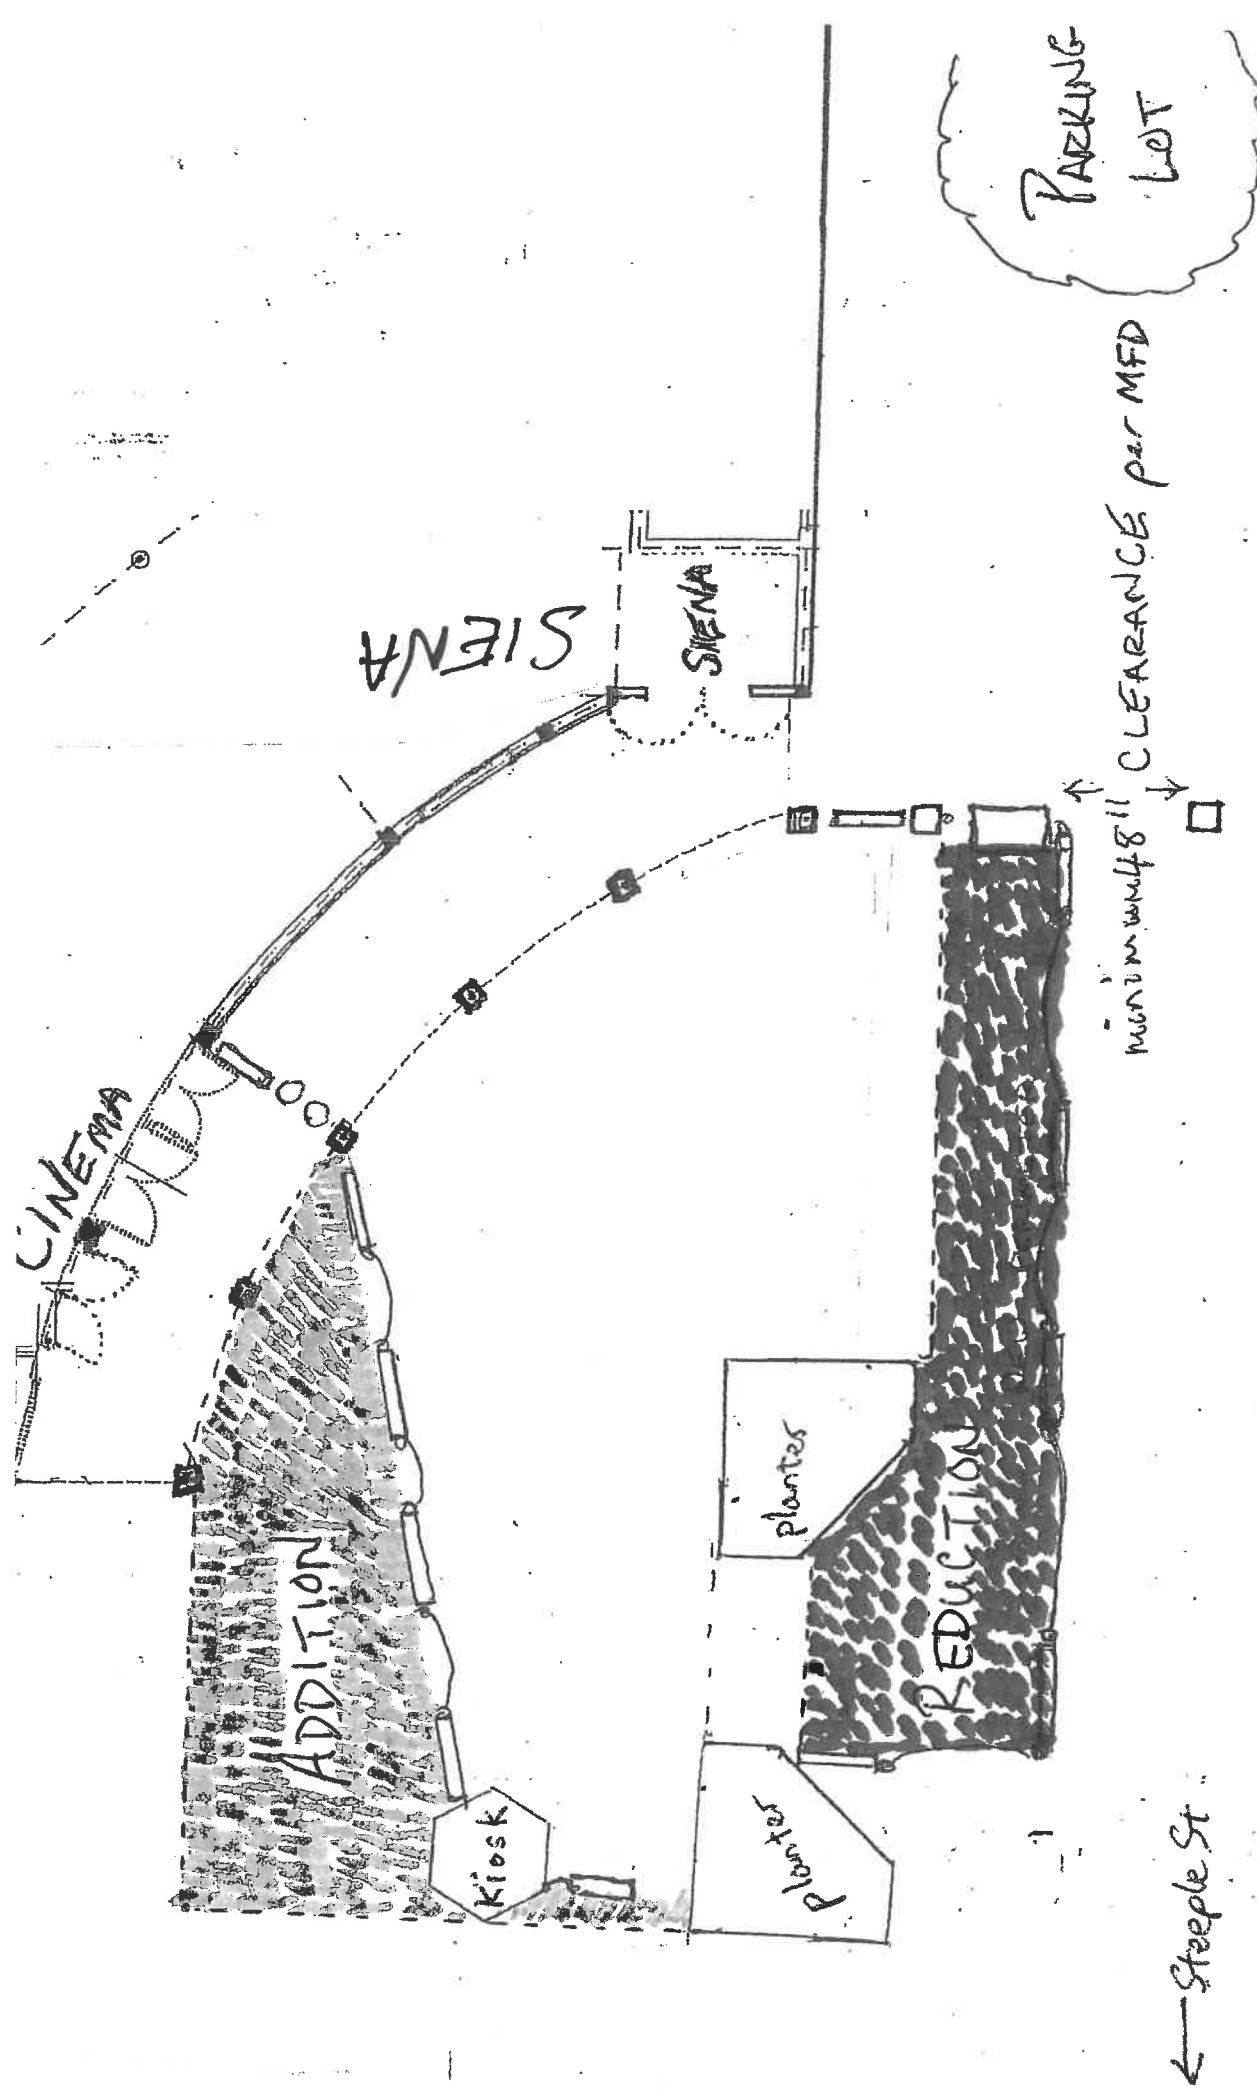 PARKING
LOT
minimum 48" CLEARANCE per MFD
SIENA
SIENA
CINEMA
ADDITION
REDUCTION
planter
planter
Kiosk
← Steeple St.